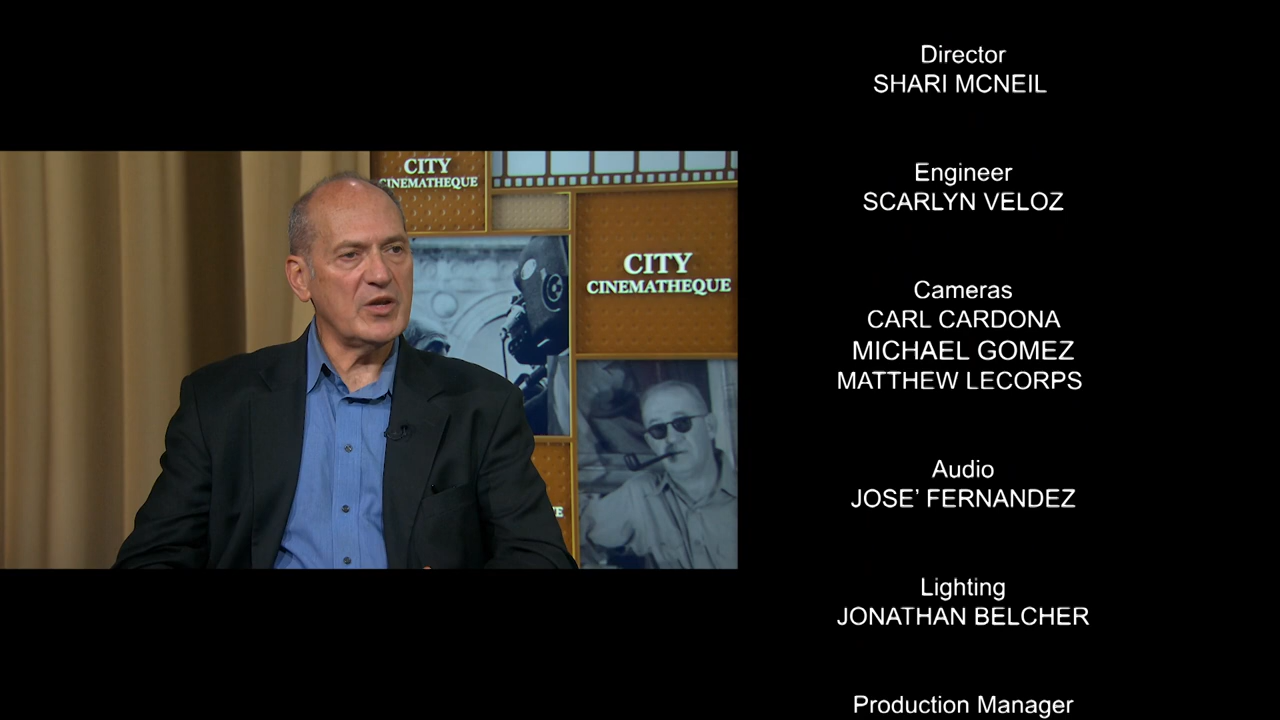 CITY
CINEMATHEQUE
CITY
CINEMATHEQUE
Director
SHARI MCNEIL
Engineer
SCARLYN VELOZ
Cameras
CARL CARDONA
MICHAEL GOMEZ
MATTHEW LECORPS
Audio
JOSE’ FERNANDEZ
Lighting
JONATHAN BELCHER
Production Manager